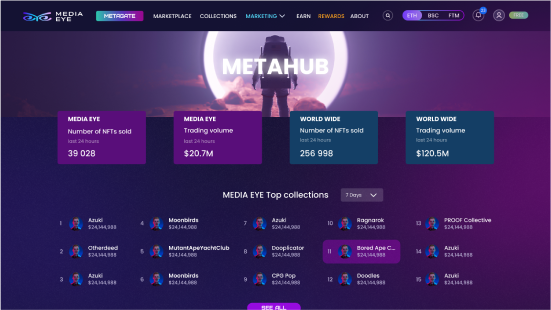 MEDIA EYE
METAGATE
MARKETPLACE
COLLECTIONS
MARKETING
EARN
REWARDS
ABOUT
ETH
BSC
FTM
METAHUB
MEDIA EYE
Number of NFTs sold
last 24 hours
39 028
MEDIA EYE
Trading volume
last 24 hours
$20.7M
WORLD WIDE
Number of NFTs sold
last 24 hours
256 998
WORLD WIDE
Trading volume
last 24 hours
$120.5M
MEDIA EYE Top collections
7 Days
1 Azuki
$24,144,988
2 Otherdeed
$24,144,988
3 Azuki
$24,144,988
4 Moonbirds
$24,144,988
5 MutantApeYachtClub
$24,144,988
6 Moonbirds
$24,144,988
7 Azuki
$24,144,988
8 Dooplicator
$24,144,988
9 CPG Pop
$24,144,988
10 Ragnarok
$24,144,988
11 Bored Ape C...
$24,144,988
12 Doodles
$24,144,988
13 PROOF Collective
$24,144,988
14 Azuki
$24,144,988
15 Azuki
$24,144,988
SEE ALL